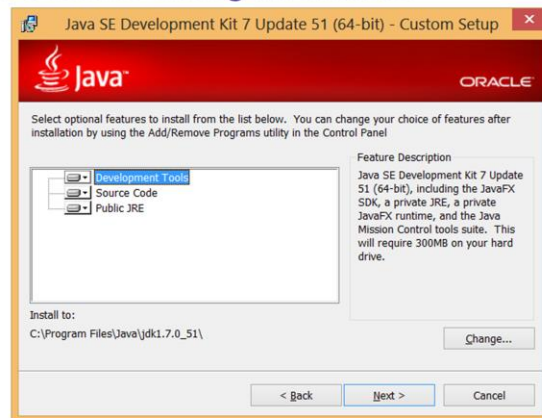 Java SE Development Kit 7 Update 51 (64-bit) - Custom Setup
Java™
ORACLE
Select optional features to install from the list below. You can change your choice of features after
installation by using the Add/Remove Programs utility in the Control Panel
Development Tools
Source Code
Public JRE
Feature Description
Java SE Development Kit 7 Update
51 (64-bit), including the JavaFX
SDK, a private JRE, a private
JavaFX runtime, and the Java
Mission Control tools suite. This
will require 300MB on your hard
drive.
Install to:
C:\Program Files\Java\jdk1.7.0_51\
Change...
< Back
Next >
Cancel